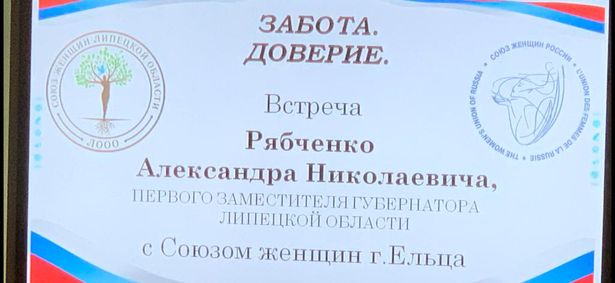 ЗАБОТА.
ДОВЕРИЕ.
СОЮЗ ЖЕНЩИН ЛИПЕЦКОЙ ОБЛАСТИ
ЛООО
СОЮЗ ЖЕНЩИН РОССИИ
L'UNION DES FEMMES DE LA RUSSIE
THE WOMEN'S UNION OF RUSSIA
Встреча
Рябченко
Александра Николаевича,
ПЕРВОГО ЗАМЕСТИТЕЛЯ ГУБЕРНАТОРА
ЛИПЕЦКОЙ ОБЛАСТИ
с Союзом женщин г.Ельца